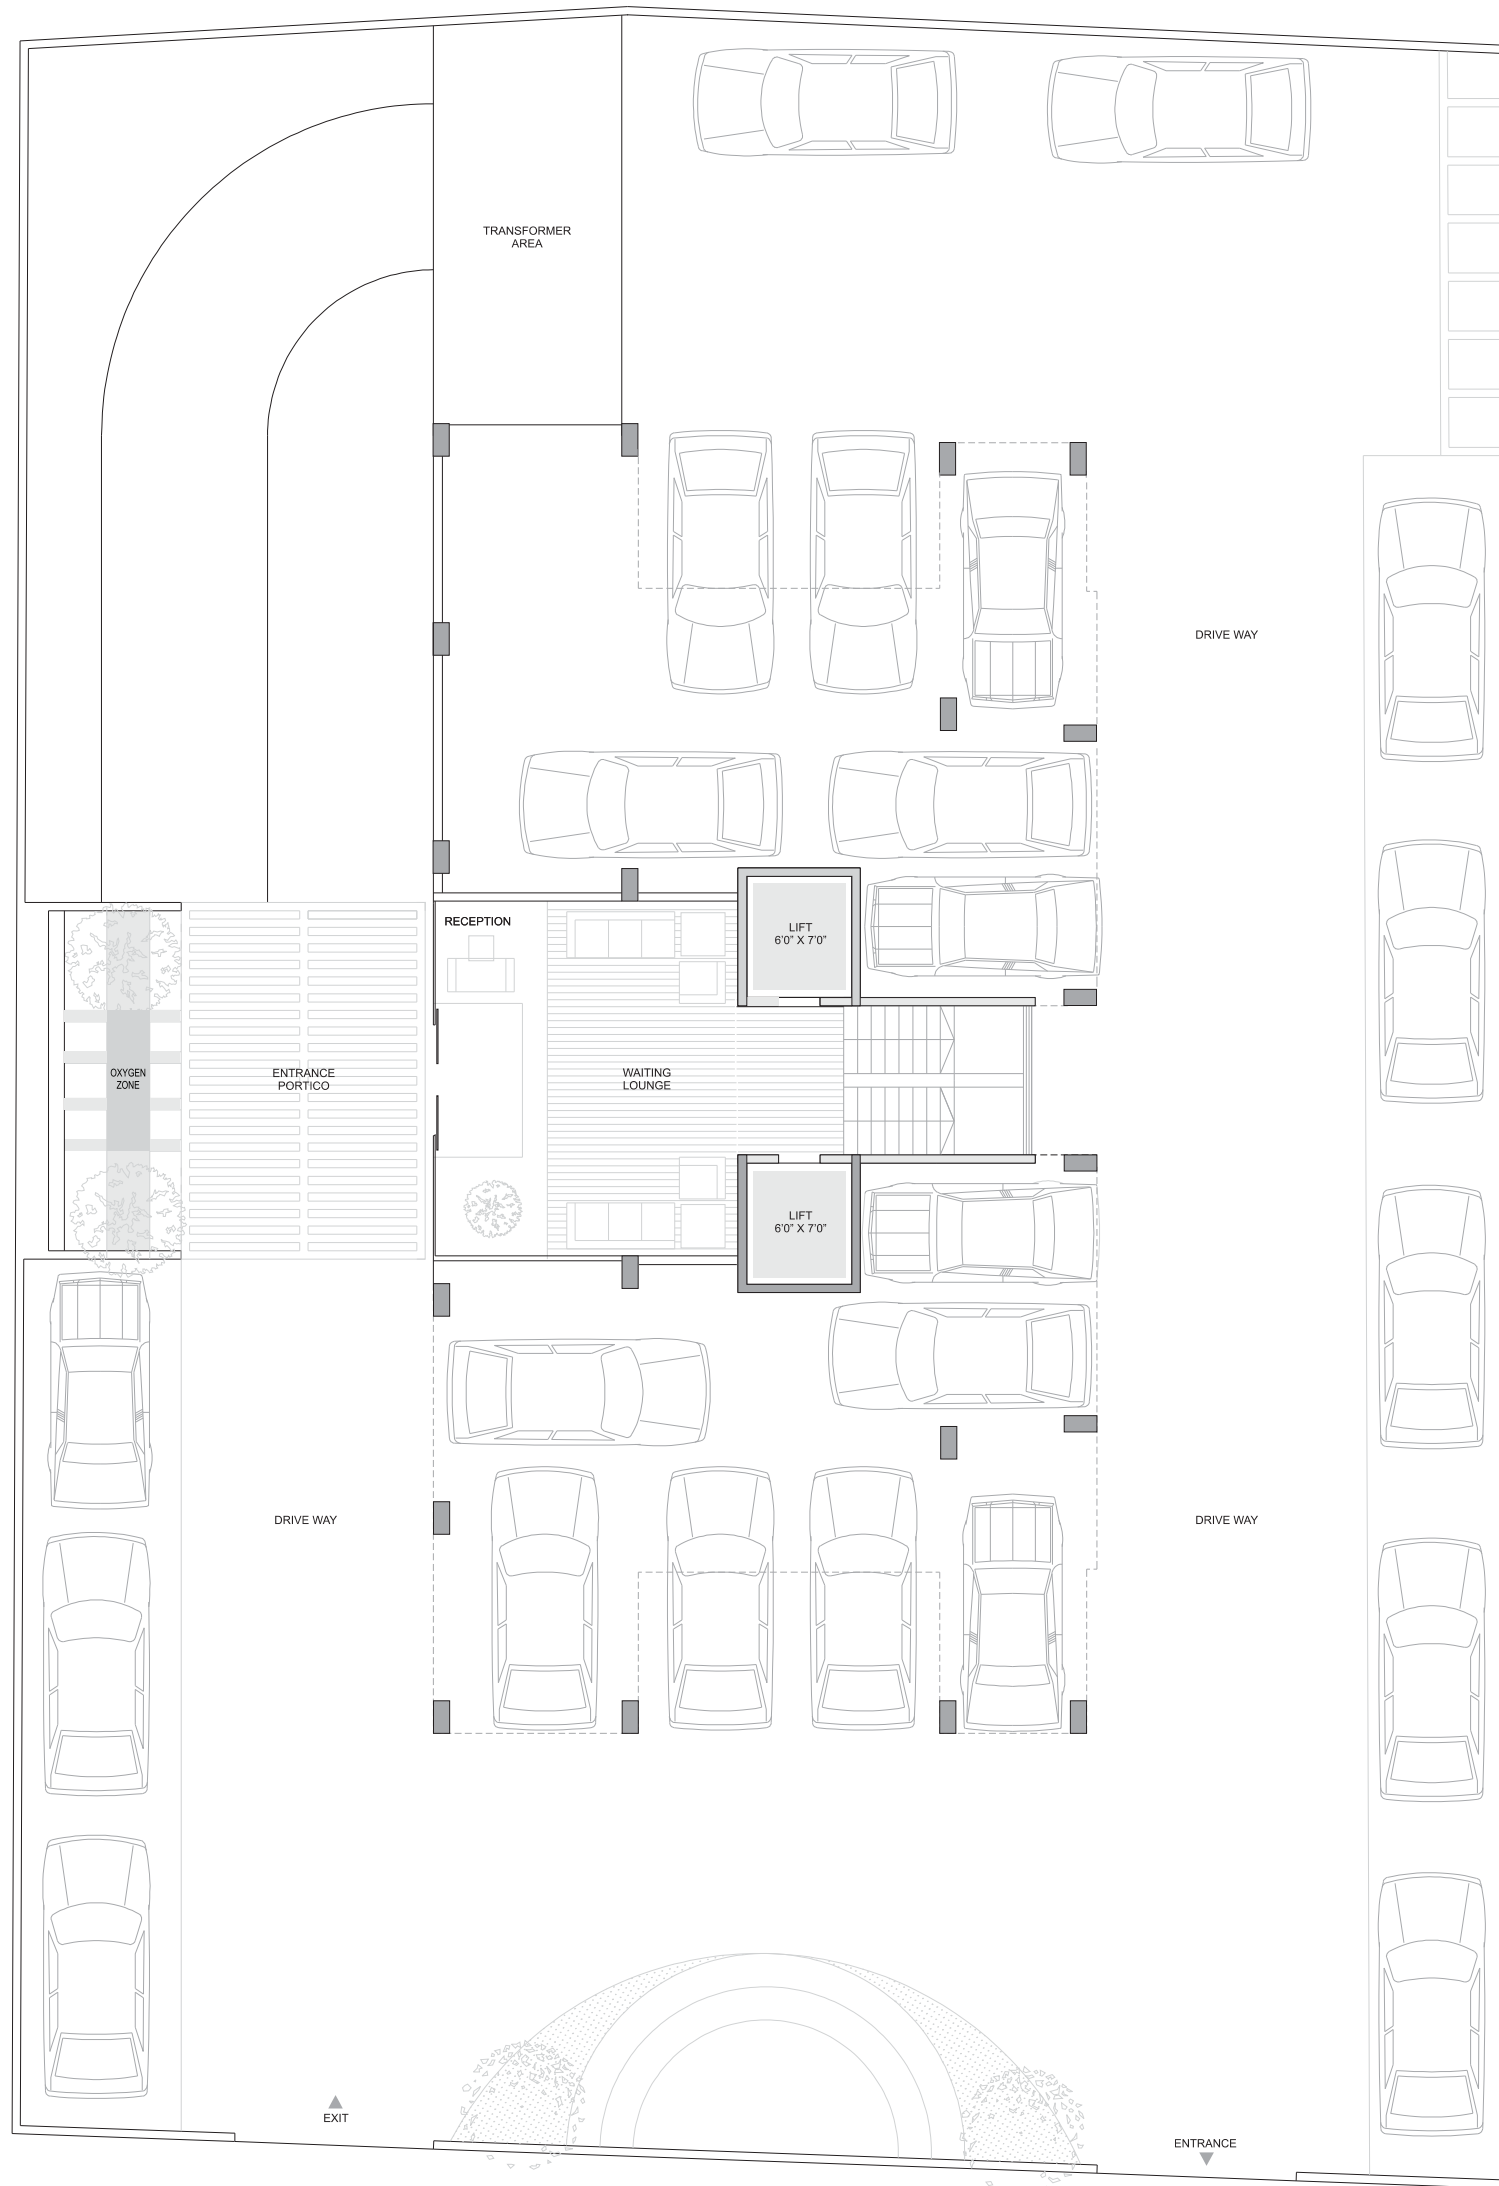 TRANSFORMER
AREA
DRIVE WAY
RECEPTION
LIFT
6'0" X 7'0"
OXYGEN
ZONE
ENTRANCE
PORTICO
WAITING
LOUNGE
LIFT
6'0" X 7'0"
DRIVE WAY
DRIVE WAY
EXIT
ENTRANCE